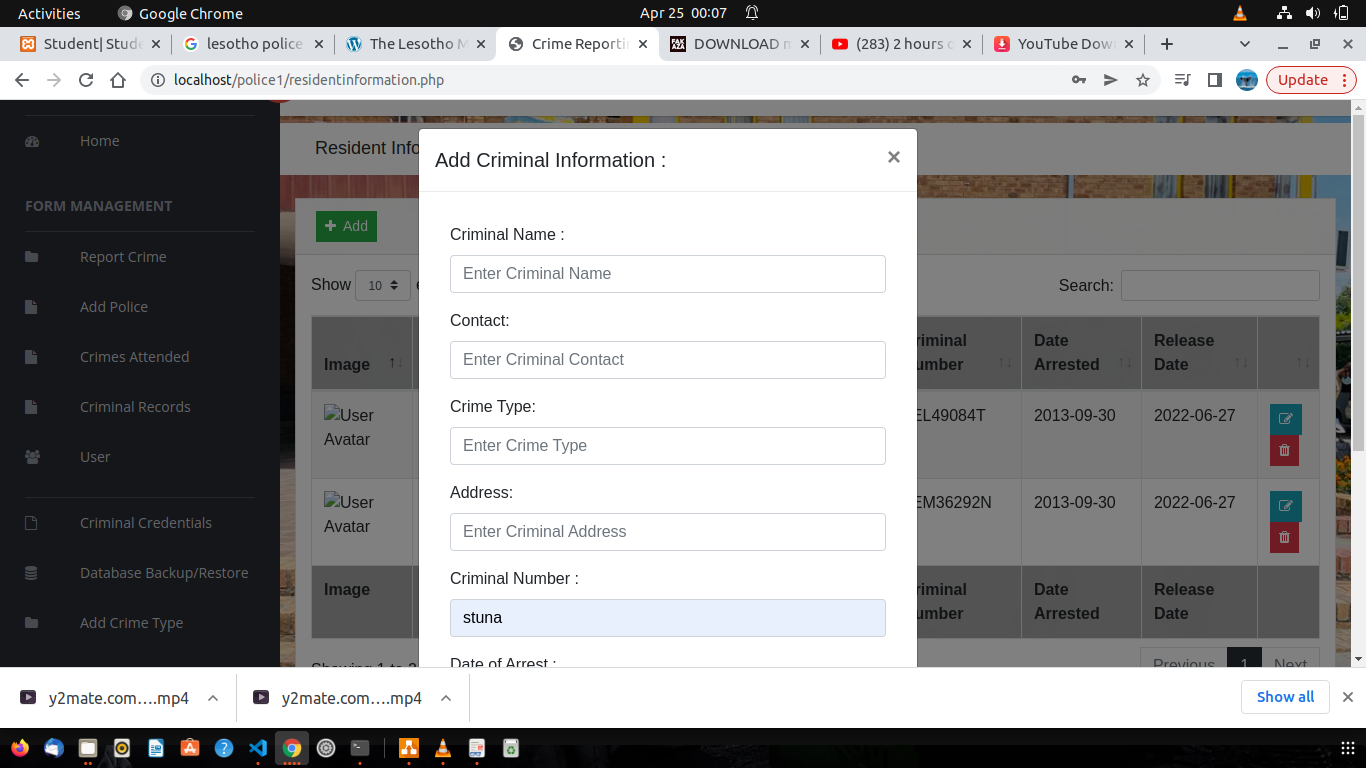 Activities Google Chrome Apr 25 00:07
Student| Stude lesotho police The Lesotho M Crime Reportin DOWNLOAD m (283) 2 hours o YouTube Dow
localhost/police1/residentinformation.php Update
Home
FORM MANAGEMENT
Report Crime
Add Police
Crimes Attended
Criminal Records
User
Criminal Credentials
Database Backup/Restore
Add Crime Type
Resident Info
Add
Show 10 e
Search:
Image
riminal
umber
Date
Arrested
Release
Date
User
Avatar
EL49084T 2013-09-30 2022-06-27
User
Avatar
EM36292N 2013-09-30 2022-06-27
Image
riminal
umber
Date
Arrested
Release
Date
Showing 1 to 2
Previous 1 Next
Add Criminal Information : ×
Criminal Name :
Enter Criminal Name
Contact:
Enter Criminal Contact
Crime Type:
Enter Crime Type
Address:
Enter Criminal Address
Criminal Number :
stuna
Date of Arrest :
y2mate.com….mp4 y2mate.com….mp4 Show all